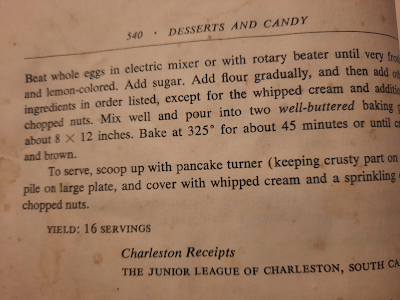 540 · DESSERTS AND CANDY
Beat whole eggs in electric mixer or with rotary beater until very
and lemon-colored. Add sugar. Add flour gradually, and then add
ingredients in order listed, except for the whipped cream and
chopped nuts. Mix well and pour into two well-buttered baking
about 8 × 12 inches. Bake at 325° for about 45 minutes or until
and brown.
To serve, scoop up with pancake turner (keeping crusty part on
pile on large plate, and cover with whipped cream and a sprinkling
chopped nuts.
YIELD: 16 SERVINGS
Charleston Receipts
THE JUNIOR LEAGUE OF CHARLESTON, SOUTH